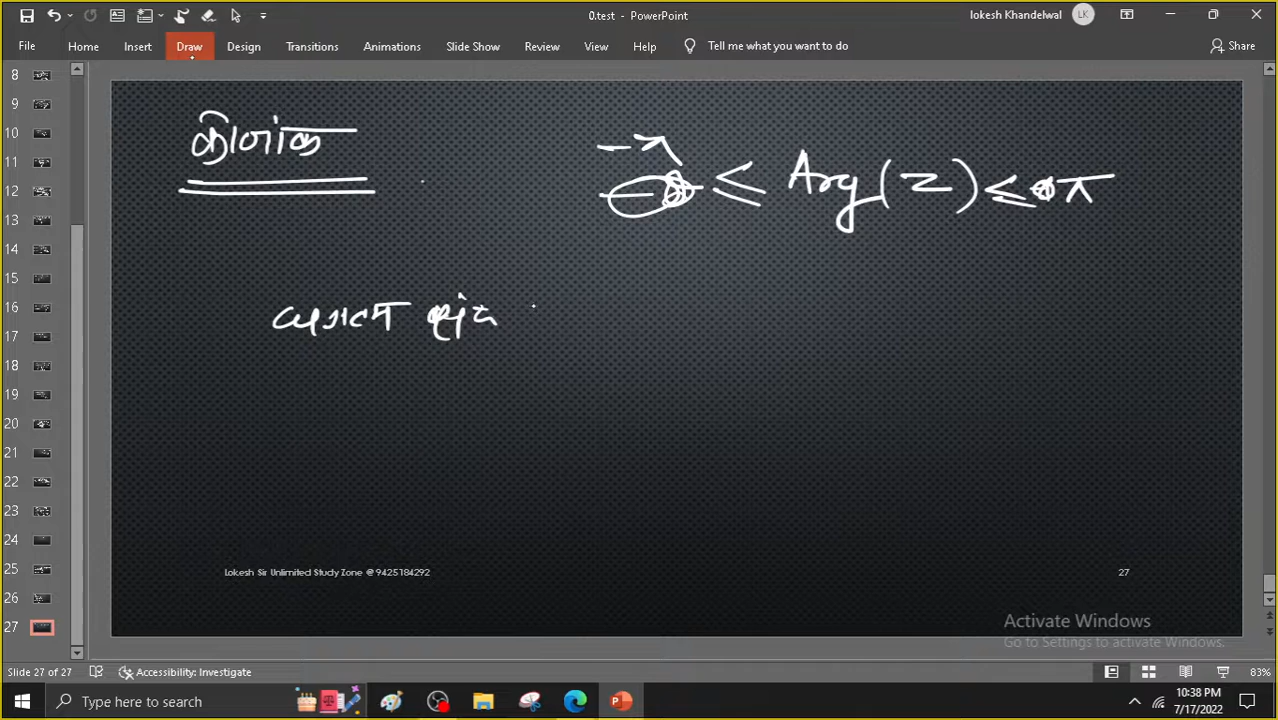 0.test - PowerPoint
lokesh Khandelwal LK
File Home Insert Draw Design Transitions Animations Slide Show Review View Help Tell me what you want to do Share
8
9
10
11
12
13
14
15
16
17
18
19
20
21
22
23
24
25
26
27
कोणांक
-π
≤ Arg(z) ≤ π
Lokesh Sir Unlimited Study Zone @ 9425184292
27
Activate Windows
Go to Settings to activate Windows.
Slide 27 of 27 Accessibility: Investigate 83%
Type here to search
10:38 PM
7/17/2022